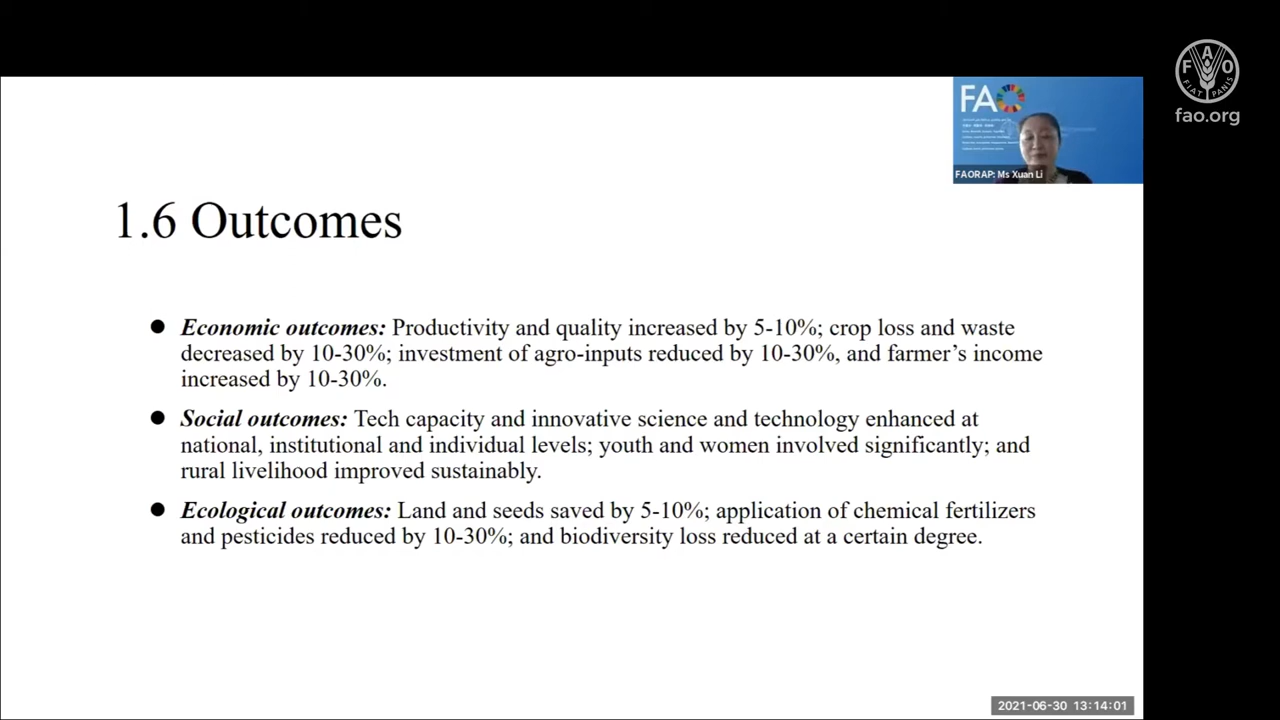 FAO
FIAT PANIS
fao.org
FAO
FAORAP: Ms Xuan Li
1.6 Outcomes
● Economic outcomes: Productivity and quality increased by 5-10%; crop loss and waste
decreased by 10-30%; investment of agro-inputs reduced by 10-30%, and farmer’s income
increased by 10-30%.
● Social outcomes: Tech capacity and innovative science and technology enhanced at
national, institutional and individual levels; youth and women involved significantly; and
rural livelihood improved sustainably.
● Ecological outcomes: Land and seeds saved by 5-10%; application of chemical fertilizers
and pesticides reduced by 10-30%; and biodiversity loss reduced at a certain degree.
2021-06-30 13:14:01